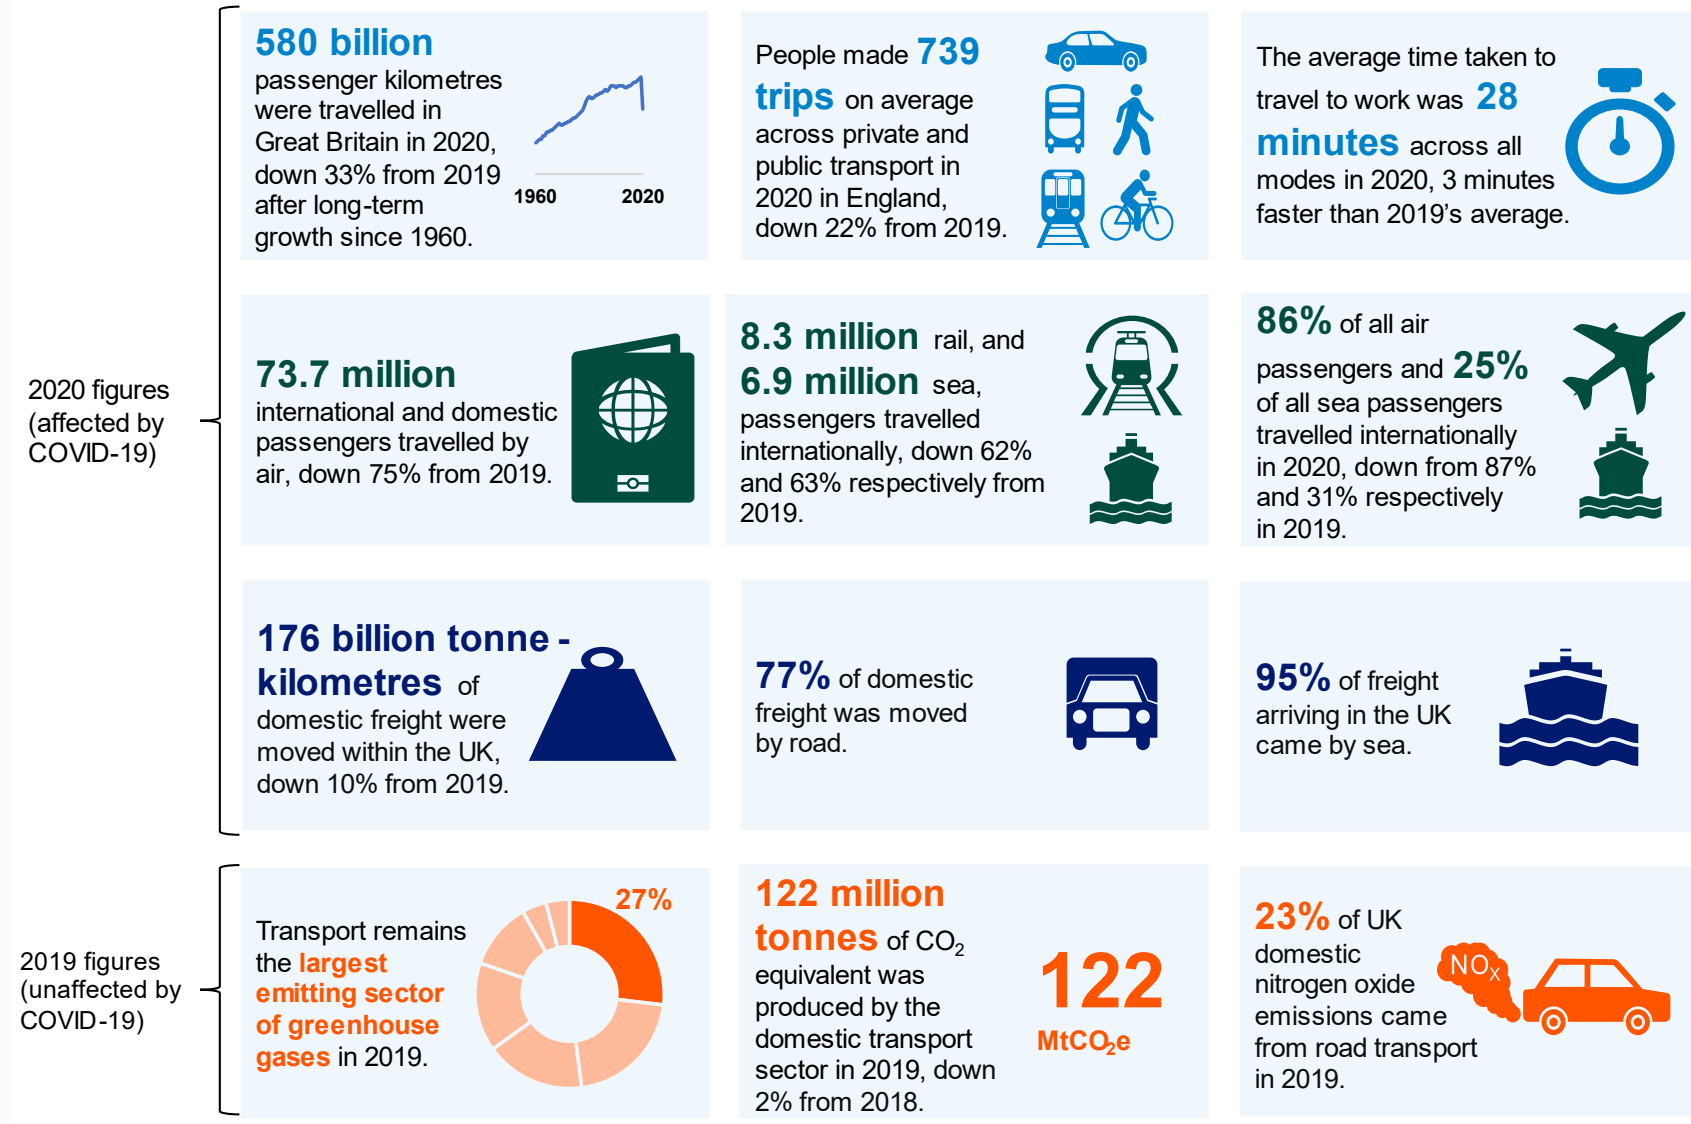 2020 figures
(affected by
COVID-19)
580 billion
passenger kilometres
were travelled in
Great Britain in 2020,
down 33% from 2019
after long-term
growth since 1960.
1960 2020
People made 739
trips on average
across private and
public transport in
2020 in England,
down 22% from 2019.
The average time taken to
travel to work was 28
minutes across all
modes in 2020, 3 minutes
faster than 2019's average.
73.7 million
international and domestic
passengers travelled by
air, down 75% from 2019.
8.3 million rail, and
6.9 million sea,
passengers travelled
internationally, down 62%
and 63% respectively from
2019.
86% of all air
passengers and 25%
of all sea passengers
travelled internationally
in 2020, down from 87%
and 31% respectively
in 2019.
176 billion tonne-
kilometres of
domestic freight were
moved within the UK,
down 10% from 2019.
77% of domestic
freight was moved
by road.
95% of freight
arriving in the UK
came by sea.
2019 figures
(unaffected by
COVID-19)
Transport remains
the largest
emitting sector
of greenhouse
gases in 2019.
27%
122 million
tonnes of CO2
equivalent was
produced by the
domestic transport
sector in 2019, down
2% from 2018.
122
MtCO2e
23% of UK
domestic
nitrogen oxide
emissions came
from road transport
in 2019.
NOX